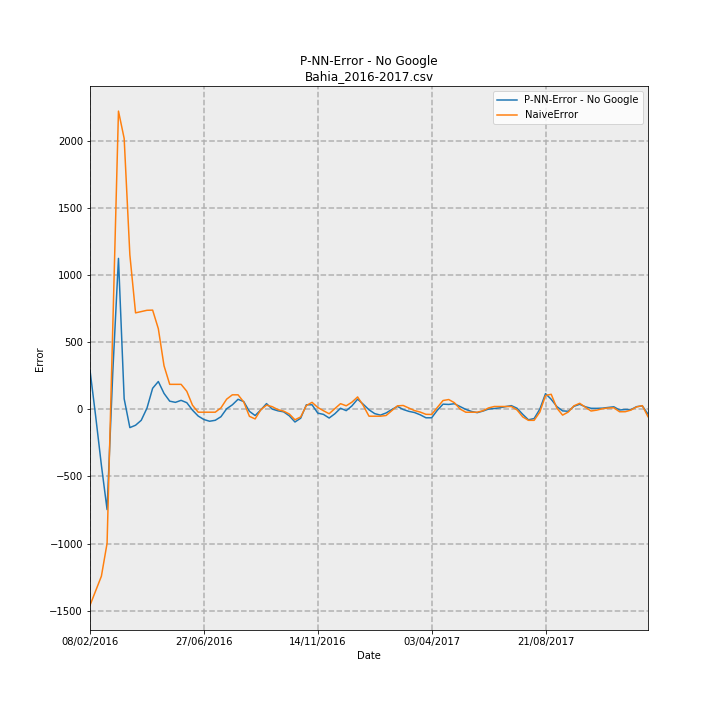 P-NN-Error - No Google
Bahia_2016-2017.csv
P-NN-Error - No Google
NaiveError
2000
1500
1000
500
0
−500
−1000
−1500
Error
08/02/2016 27/06/2016 14/11/2016 03/04/2017 21/08/2017
Date